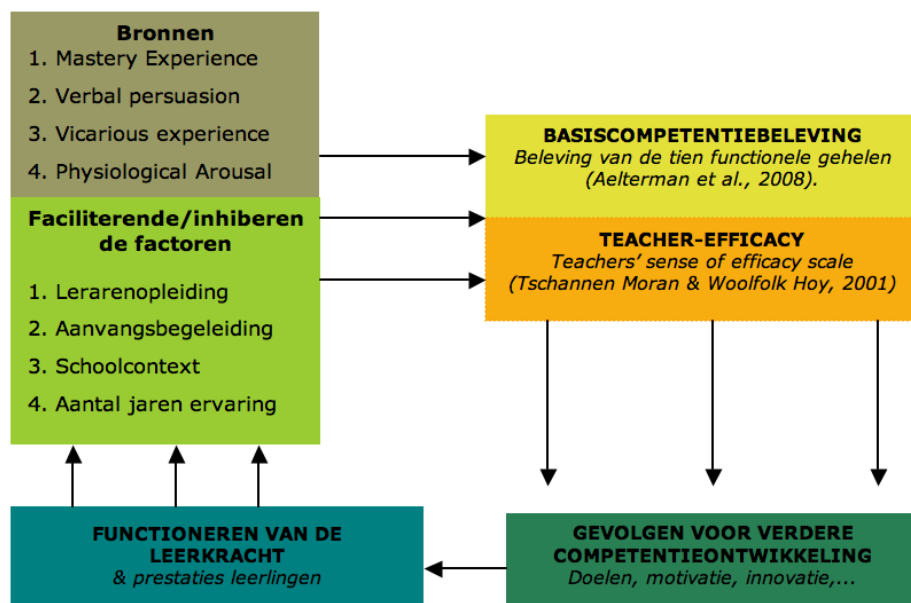 Bronnen
1. Mastery Experience
2. Verbal persuasion
3. Vicarious experience
4. Physiological Arousal
Faciliterende/inhiberen
de factoren
1. Lerarenopleiding
2. Aanvangsbegeleiding
3. Schoolcontext
4. Aantal jaren ervaring
BASISCOMPETENTIEBELEVING
Beleving van de tien functionele gehelen
(Aelterman et al., 2008).
TEACHER-EFFICACY
Teachers’ sense of efficacy scale
(Tschannen Moran & Woolfolk Hoy, 2001)
GEVOLGEN VOOR VERDERE
COMPETENTIEONTWIKKELING
Doelen, motivatie, innovatie,...
FUNCTIONEREN VAN DE
LEERKRACHT
& prestaties leerlingen